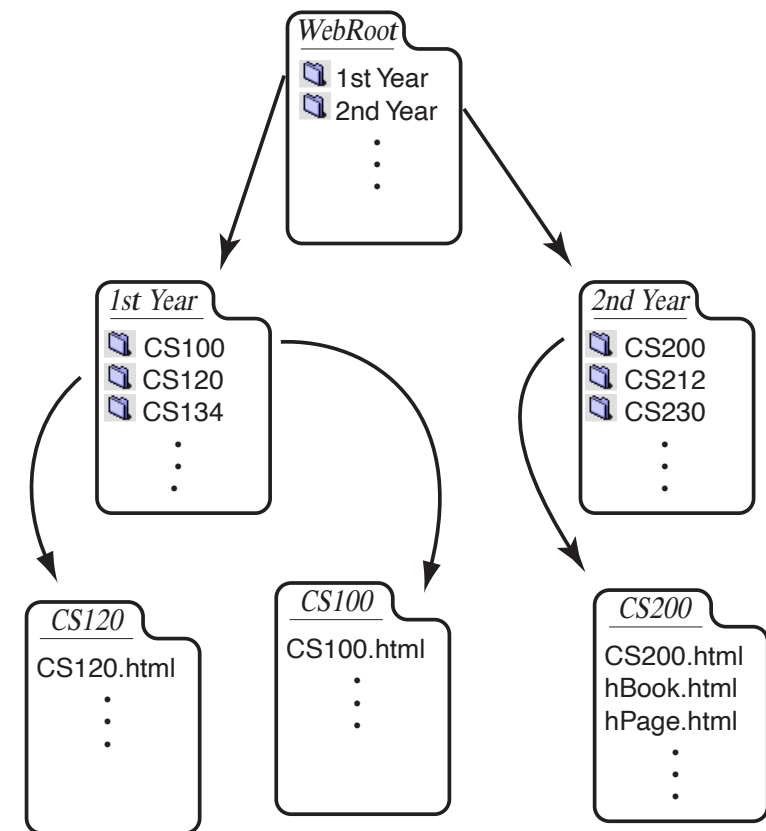 WebRoot
1st Year
2nd Year
1st Year
CS100
CS120
CS134
2nd Year
CS200
CS212
CS230
CS120
CS120.html
CS100
CS100.html
CS200
CS200.html
hBook.html
hPage.html